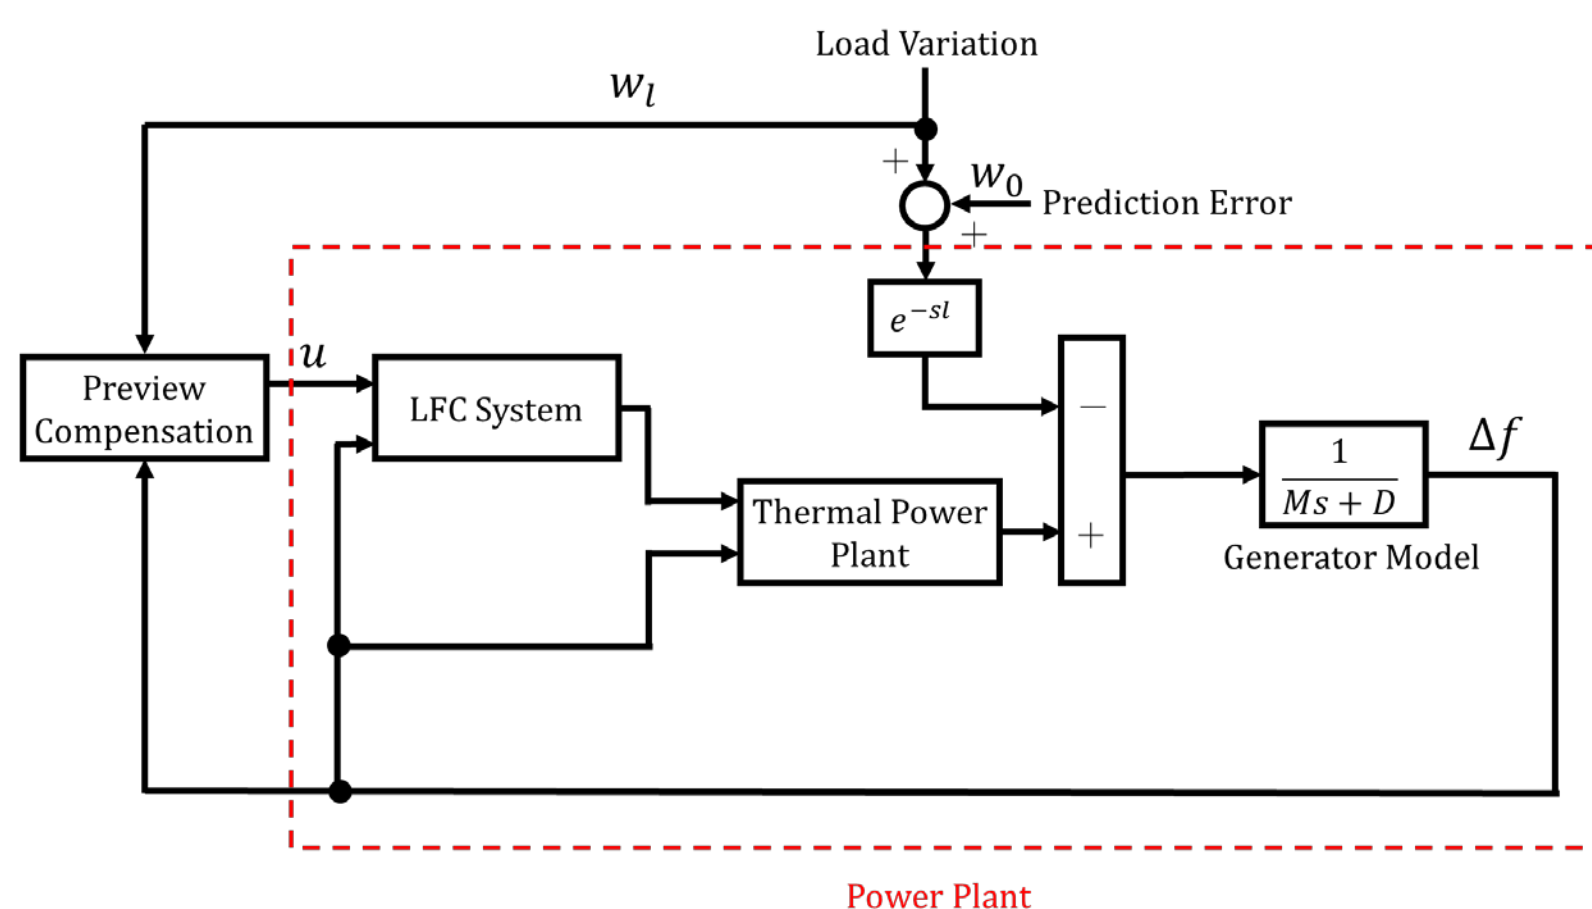 Load Variation
w_l
+
w_0
Prediction Error
+
e^{-sl}
u
Preview
Compensation
LFC System
−
Δf
1
Ms + D
Thermal Power
Plant
+
Generator Model
Power Plant